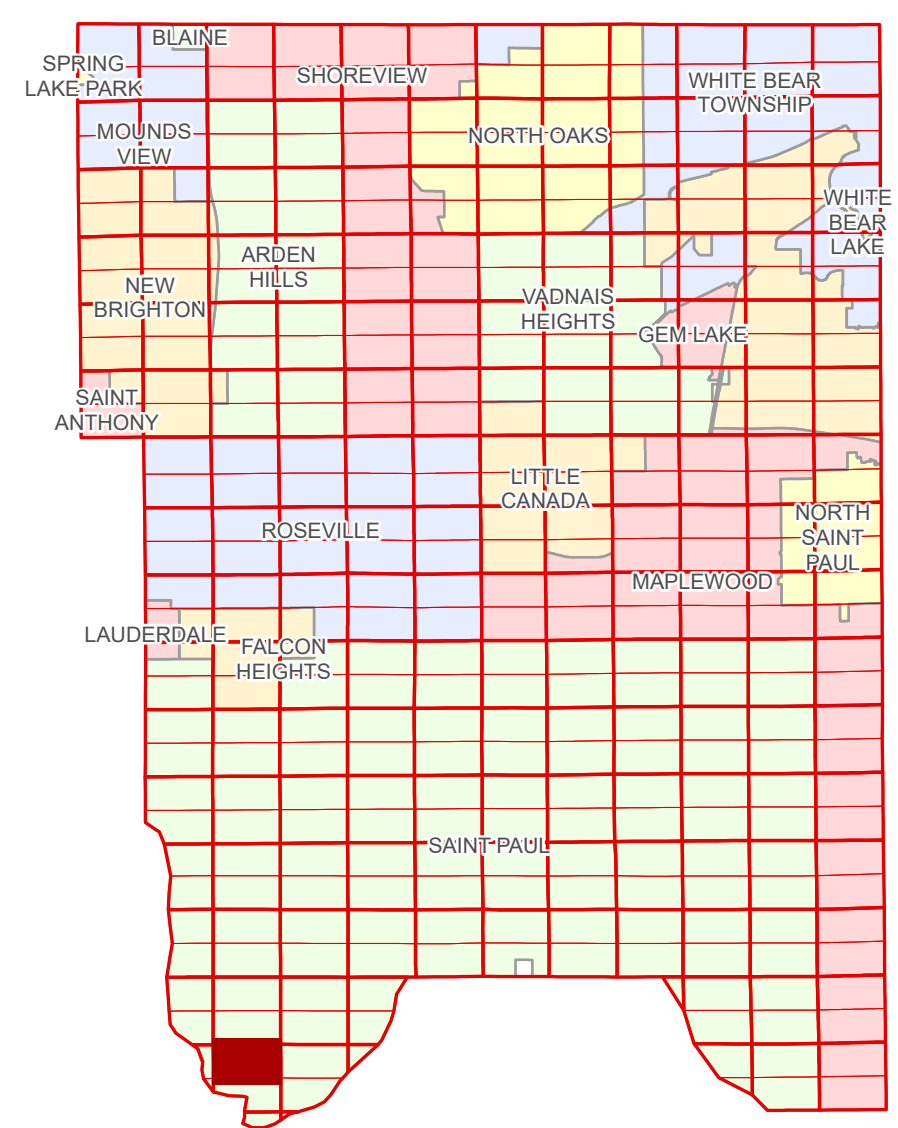 BLAINE
SPRING
LAKE PARK
SHOREVIEW
WHITE BEAR
TOWNSHIP
MOUNDS
VIEW
NORTH OAKS
WHITE
BEAR
LAKE
ARDEN
HILLS
NEW
BRIGHTON
VADNAIS
HEIGHTS
GEM LAKE
SAINT
ANTHONY
LITTLE
CANADA
NORTH
SAINT
PAUL
ROSEVILLE
MAPLEWOOD
LAUDERDALE
FALCON
HEIGHTS
SAINT PAUL